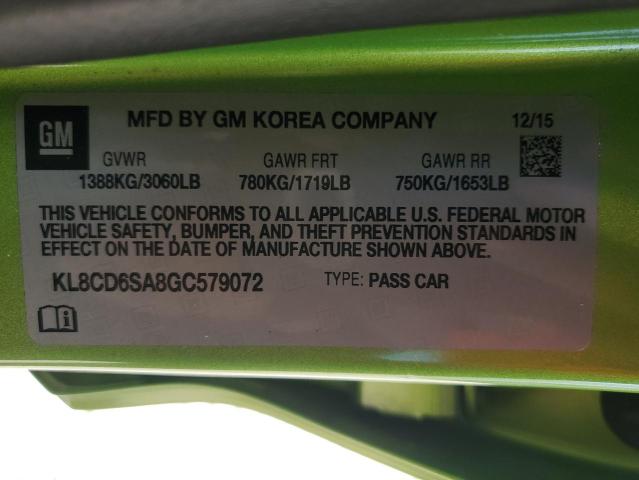 GM
MFD BY GM KOREA COMPANY 12/15
GVWR GAWR FRT GAWR RR
1388KG/3060LB 780KG/1719LB 750KG/1653LB
THIS VEHICLE CONFORMS TO ALL APPLICABLE U.S. FEDERAL MOTOR
VEHICLE SAFETY, BUMPER, AND THEFT PREVENTION STANDARDS IN
EFFECT ON THE DATE OF MANUFACTURE SHOWN ABOVE.
KL8CD6SA8GC579072 TYPE: PASS CAR